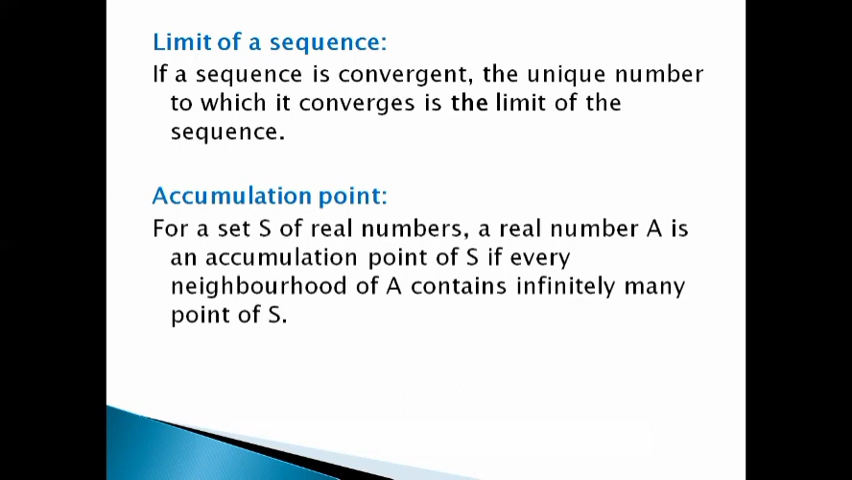 Limit of a sequence:
If a sequence is convergent, the unique number
to which it converges is the limit of the
sequence.
Accumulation point:
For a set S of real numbers, a real number A is
an accumulation point of S if every
neighbourhood of A contains infinitely many
point of S.